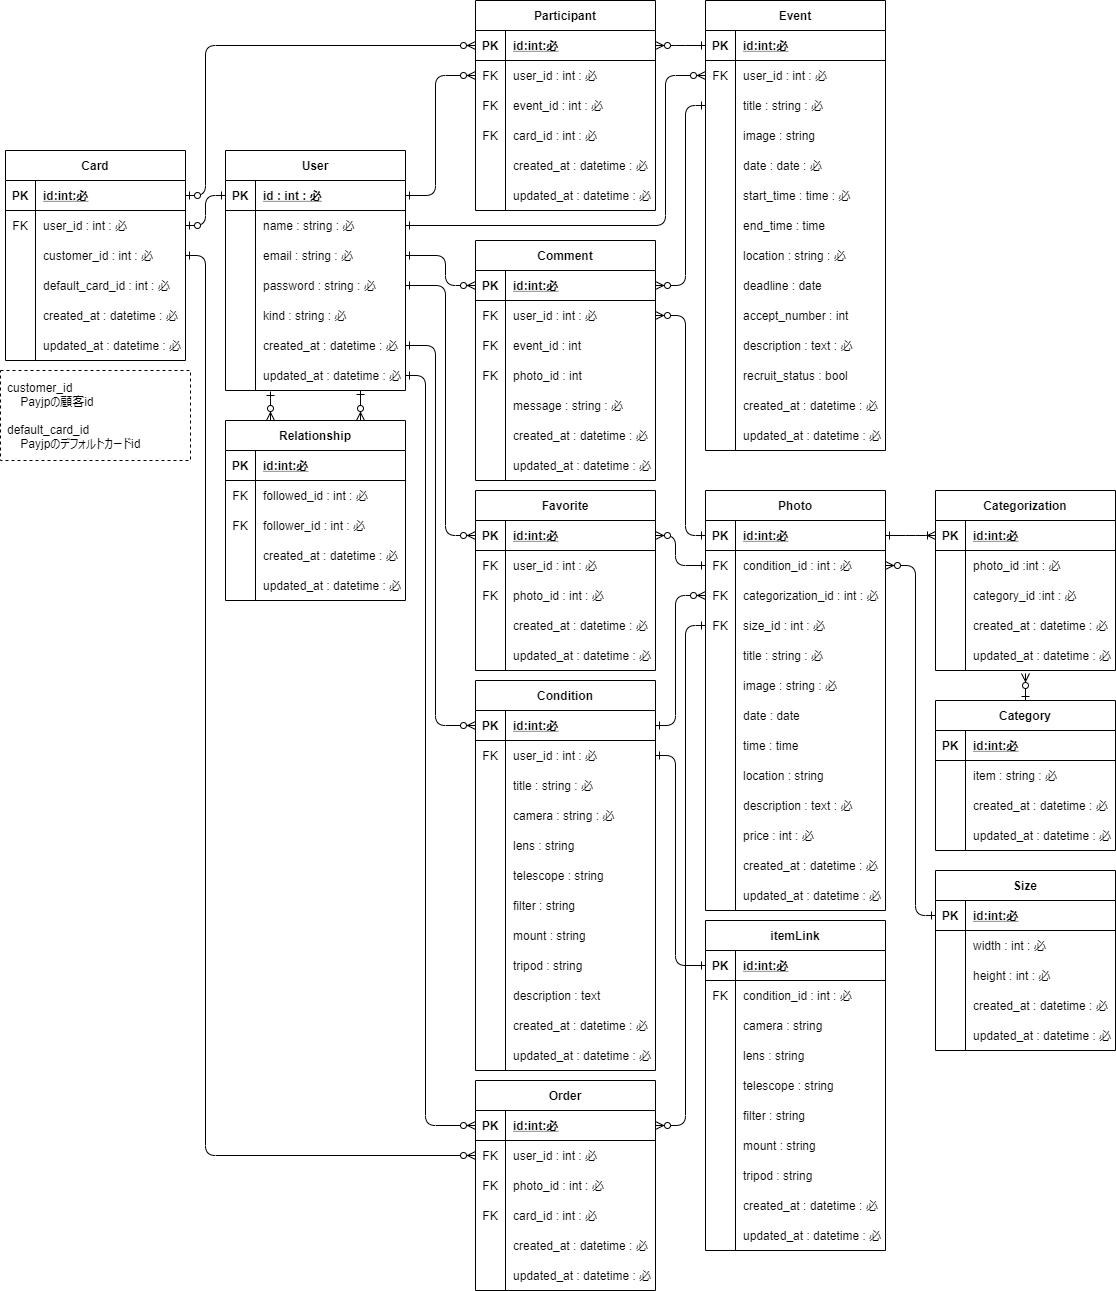 Participant
PK id:int:必
FK user_id : int : 必
FK event_id : int : 必
FK card_id : int : 必
created_at : datetime : 必
updated_at : datetime : 必
Event
PK id:int:必
FK user_id : int : 必
title : string : 必
image : string
date : date : 必
start_time : time : 必
end_time : time
location : string : 必
deadline : date
accept_number : int
description : text : 必
recruit_status : bool
created_at : datetime : 必
updated_at : datetime : 必
Card
PK id:int:必
FK user_id : int : 必
customer_id : int : 必
default_card_id : int : 必
created_at : datetime : 必
updated_at : datetime : 必
customer_id
Payjpの顧客id
default_card_id
Payjpのデフォルトカードid
User
PK id : int : 必
name : string : 必
email : string : 必
password : string : 必
kind : string : 必
created_at : datetime : 必
updated_at : datetime : 必
Relationship
PK id:int:必
FK followed_id : int : 必
FK follower_id : int : 必
created_at : datetime : 必
updated_at : datetime : 必
Comment
PK id:int:必
FK user_id : int : 必
FK event_id : int
FK photo_id : int
message : string : 必
created_at : datetime : 必
updated_at : datetime : 必
Favorite
PK id:int:必
FK user_id : int : 必
FK photo_id : int : 必
created_at : datetime : 必
updated_at : datetime : 必
Photo
PK id:int:必
FK condition_id : int : 必
FK categorization_id : int : 必
FK size_id : int : 必
title : string : 必
image : string : 必
date : date
time : time
location : string
description : text : 必
price : int : 必
created_at : datetime : 必
updated_at : datetime : 必
Categorization
PK id:int:必
photo_id :int : 必
category_id :int : 必
created_at : datetime : 必
updated_at : datetime : 必
Category
PK id:int:必
item : string : 必
created_at : datetime : 必
updated_at : datetime : 必
Size
PK id:int:必
width : int : 必
height : int : 必
created_at : datetime : 必
updated_at : datetime : 必
Condition
PK id:int:必
FK user_id : int : 必
title : string : 必
camera : string : 必
lens : string
telescope : string
filter : string
mount : string
tripod : string
description : text
created_at : datetime : 必
updated_at : datetime : 必
itemLink
PK id:int:必
FK condition_id : int : 必
camera : string
lens : string
telescope : string
filter : string
mount : string
tripod : string
created_at : datetime : 必
updated_at : datetime : 必
Order
PK id:int:必
FK user_id : int : 必
FK photo_id : int : 必
FK card_id : int : 必
created_at : datetime : 必
updated_at : datetime : 必